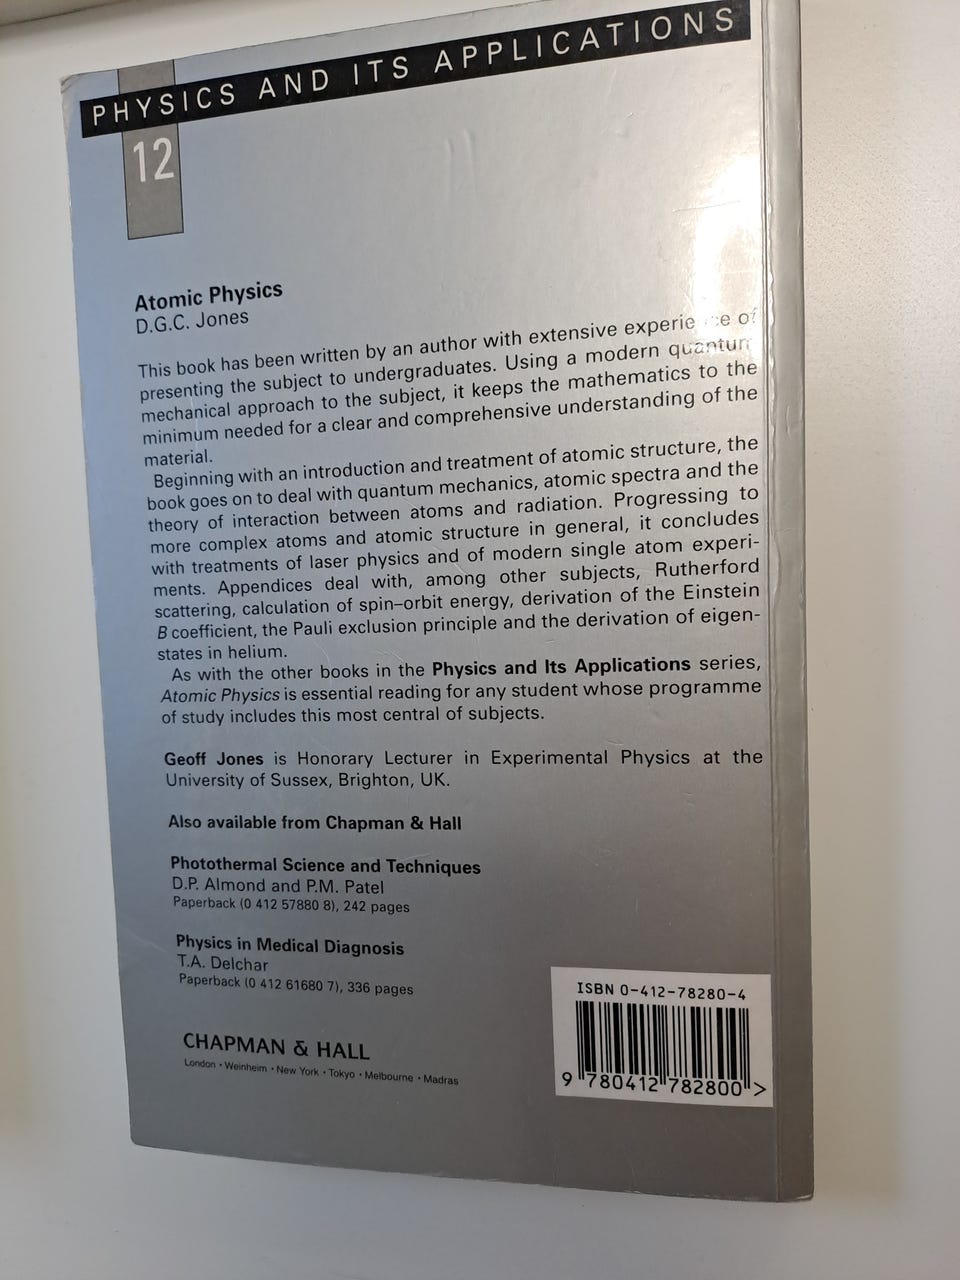 PHYSICS AND ITS APPLICATIONS
12
Atomic Physics
D.G.C. Jones
This book has been written by an author with extensive experience of
presenting the subject to undergraduates. Using a modern quantum
mechanical approach to the subject, it keeps the mathematics to the
minimum needed for a clear and comprehensive understanding of the
material.
Beginning with an introduction and treatment of atomic structure, the
book goes on to deal with quantum mechanics, atomic spectra and the
theory of interaction between atoms and radiation. Progressing to
more complex atoms and atomic structure in general, it concludes
with treatments of laser physics and of modern single atom experi-
ments. Appendices deal with, among other subjects, Rutherford
scattering, calculation of spin–orbit energy, derivation of the Einstein
B coefficient, the Pauli exclusion principle and the derivation of eigen-
states in helium.
As with the other books in the Physics and Its Applications series,
Atomic Physics is essential reading for any student whose programme
of study includes this most central of subjects.
Geoff Jones is Honorary Lecturer in Experimental Physics at the
University of Sussex, Brighton, UK.
Also available from Chapman & Hall
Photothermal Science and Techniques
D.P. Almond and P.M. Patel
Paperback (0 412 57880 8), 242 pages
Physics in Medical Diagnosis
T.A. Delchar
Paperback (0 412 61680 7), 336 pages
CHAPMAN & HALL
London · Weinheim · New York · Tokyo · Melbourne · Madras
ISBN 0-412-78280-4
9 780412 782800 >